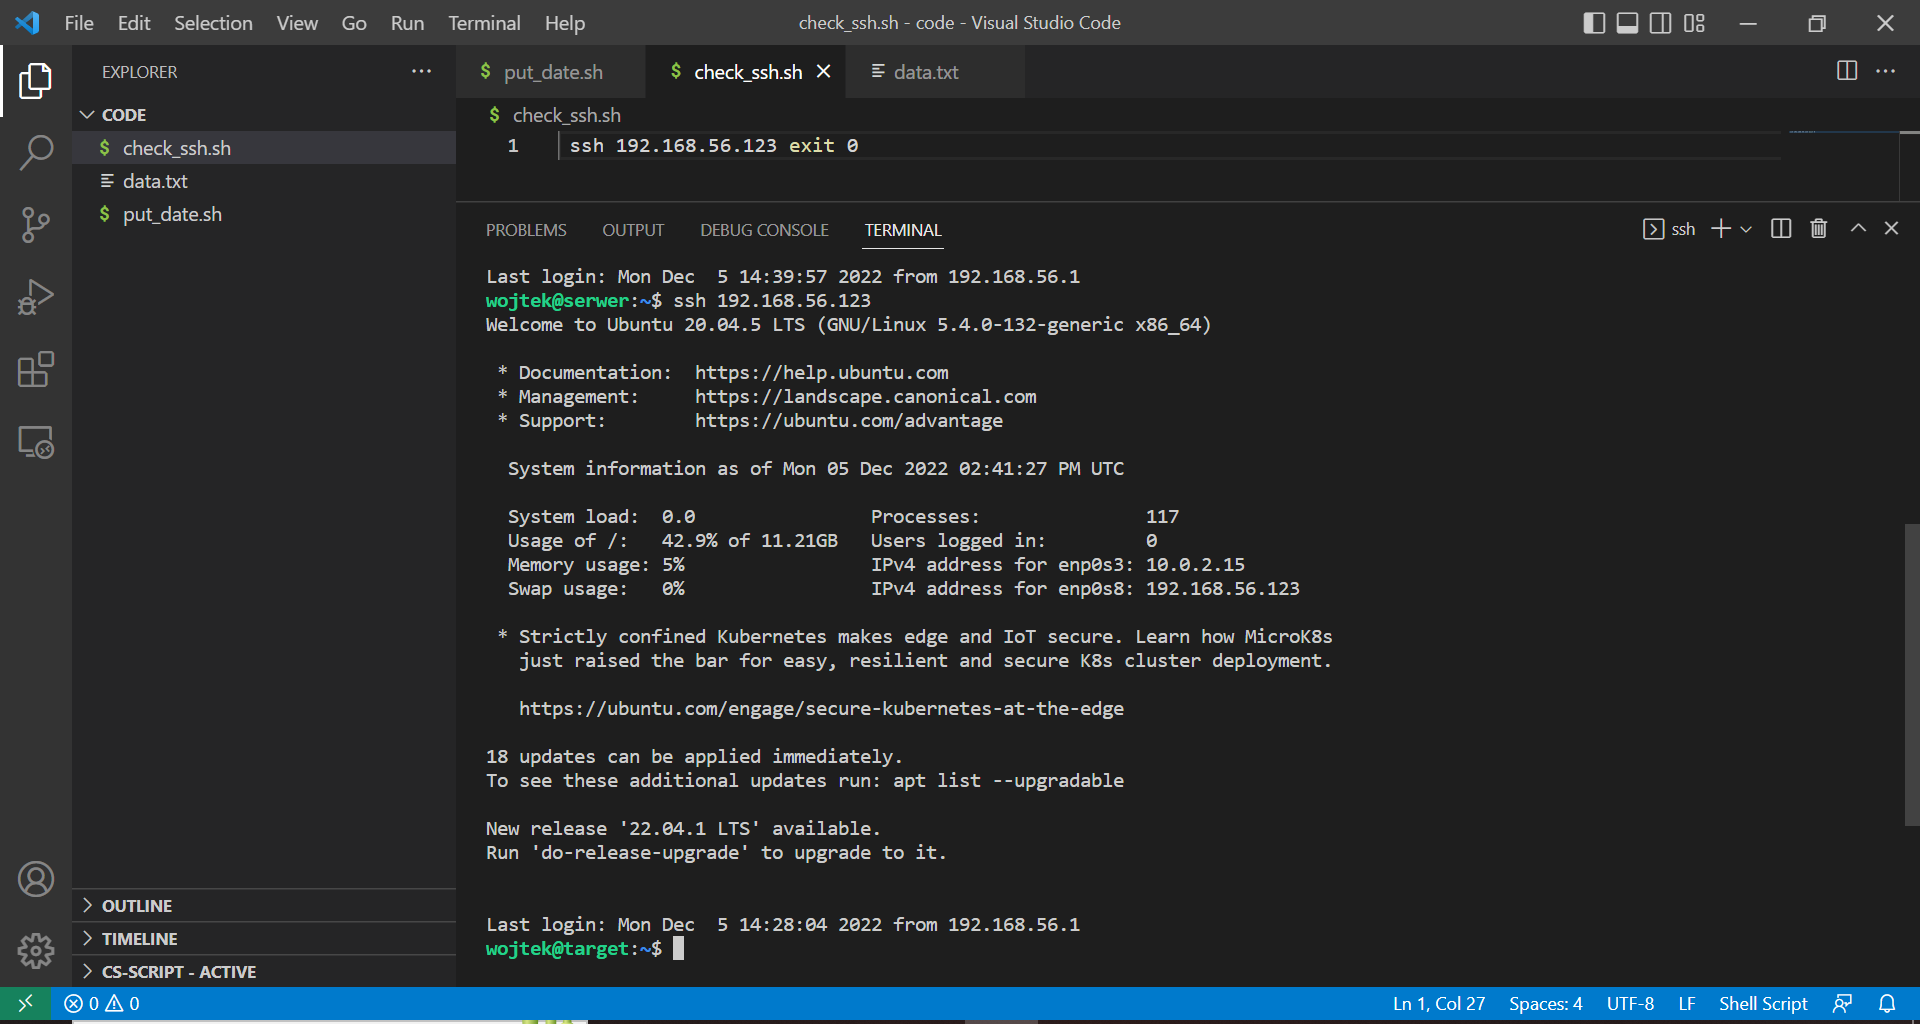 File Edit Selection View Go Run Terminal Help check_ssh.sh - code - Visual Studio Code
EXPLORER
CODE
check_ssh.sh
data.txt
put_date.sh
OUTLINE
TIMELINE
CS-SCRIPT - ACTIVE
$ put_date.sh $ check_ssh.sh data.txt
$ check_ssh.sh
1 ssh 192.168.56.123 exit 0
PROBLEMS OUTPUT DEBUG CONSOLE TERMINAL ssh
Last login: Mon Dec  5 14:39:57 2022 from 192.168.56.1
wojtek@serwer:~$ ssh 192.168.56.123
Welcome to Ubuntu 20.04.5 LTS (GNU/Linux 5.4.0-132-generic x86_64)
* Documentation:  https://help.ubuntu.com
* Management:     https://landscape.canonical.com
* Support:        https://ubuntu.com/advantage
System information as of Mon 05 Dec 2022 02:41:27 PM UTC
System load:  0.0                Processes:               117
Usage of /:   42.9% of 11.21GB   Users logged in:         0
Memory usage: 5%                 IPv4 address for enp0s3: 10.0.2.15
Swap usage:   0%                 IPv4 address for enp0s8: 192.168.56.123
* Strictly confined Kubernetes makes edge and IoT secure. Learn how MicroK8s
just raised the bar for easy, resilient and secure K8s cluster deployment.
https://ubuntu.com/engage/secure-kubernetes-at-the-edge
18 updates can be applied immediately.
To see these additional updates run: apt list --upgradable
New release '22.04.1 LTS' available.
Run 'do-release-upgrade' to upgrade to it.
Last login: Mon Dec  5 14:28:04 2022 from 192.168.56.1
wojtek@target:~$
0 0 Ln 1, Col 27 Spaces: 4 UTF-8 LF Shell Script